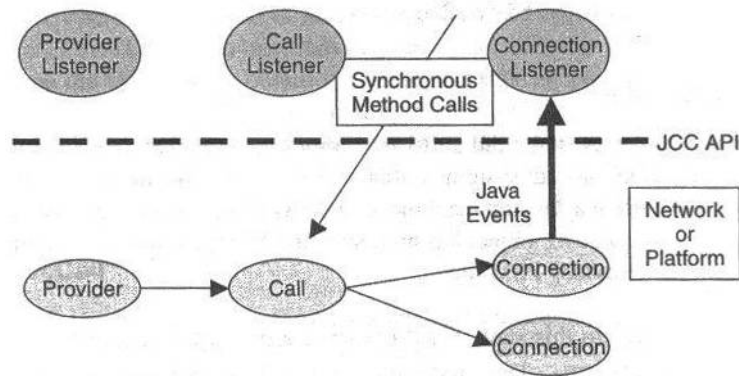 Provider
Listener
Call
Listener
Connection
Listener
Synchronous
Method Calls
JCC API
Java
Events
Network
or
Platform
Provider
Call
Connection
Connection